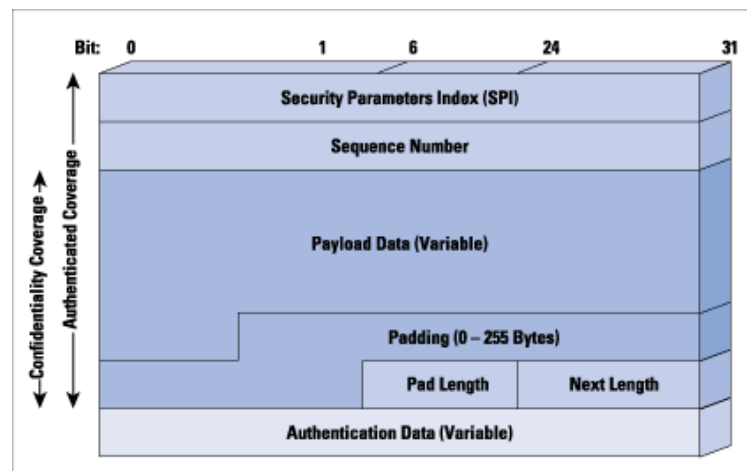 Bit: 0 1 6 24 31
Security Parameters Index (SPI)
Sequence Number
Confidentiality Coverage
Authenticated Coverage
Payload Data (Variable)
Padding (0 – 255 Bytes)
Pad Length Next Length
Authentication Data (Variable)